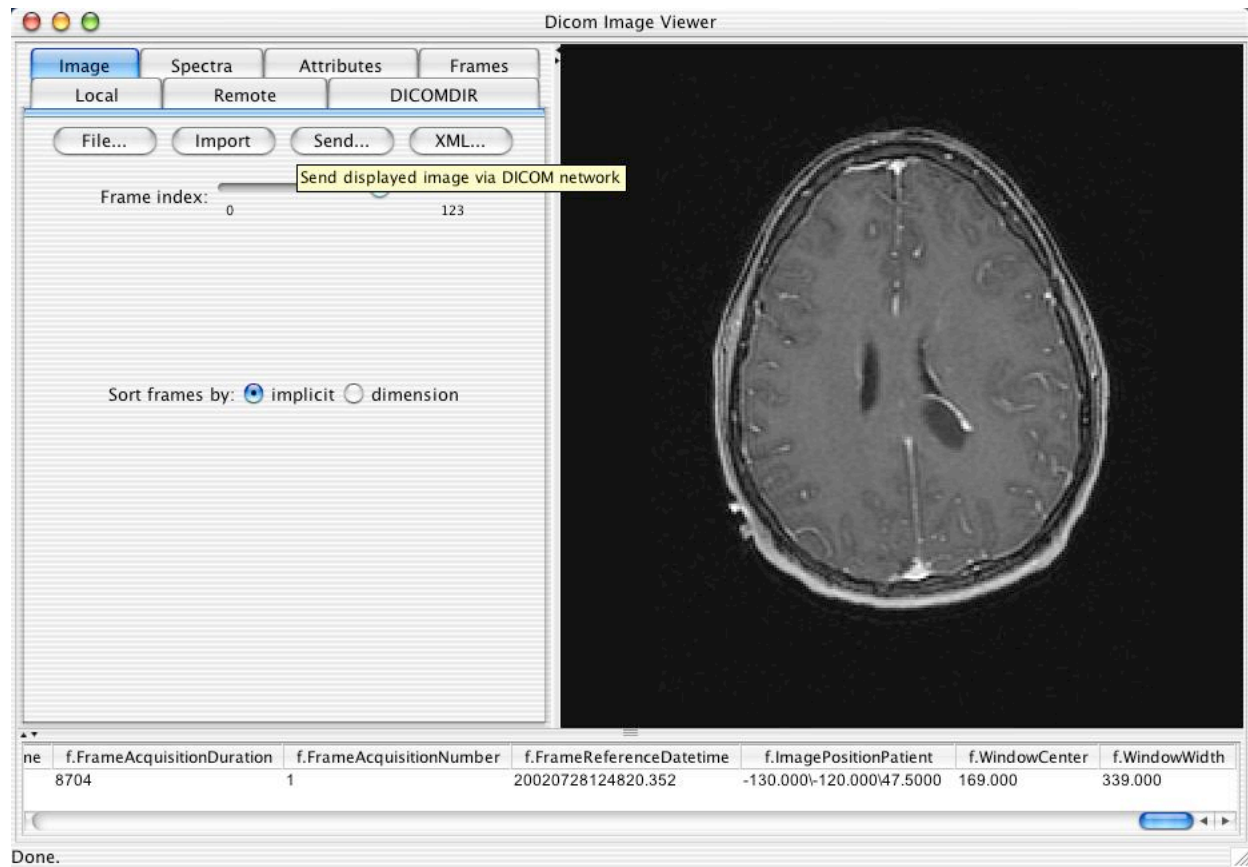 Dicom Image Viewer
Image Spectra Attributes Frames
Local Remote DICOMDIR
File... Import Send... XML...
Send displayed image via DICOM network
Frame index:
0 123
Sort frames by: implicit dimension
ne f.FrameAcquisitionDuration f.FrameAcquisitionNumber f.FrameReferenceDatetime f.ImagePositionPatient f.WindowCenter f.WindowWidth
8704 1 20020728124820.352 -130.000\-120.000\47.5000 169.000 339.000
Done.